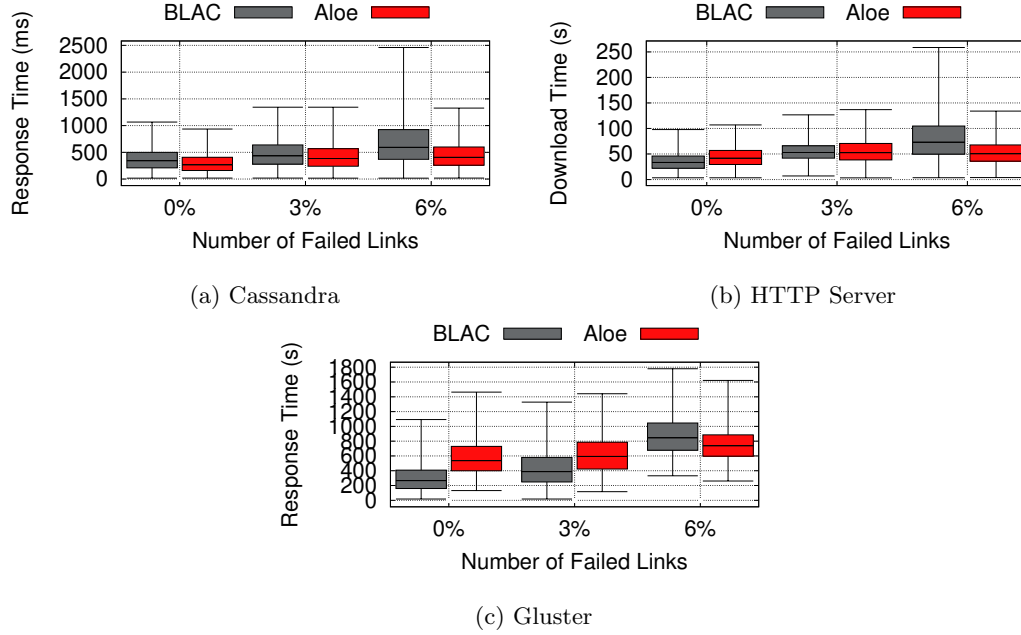 BLAC Aloe
Response Time (ms)
2500
2000
1500
1000
500
0
0% 3% 6%
Number of Failed Links
(a) Cassandra
BLAC Aloe
Download Time (s)
250
200
150
100
50
0
0% 3% 6%
Number of Failed Links
(b) HTTP Server
BLAC Aloe
Response Time (s)
1800
1600
1400
1200
1000
800
600
400
200
0
0% 3% 6%
Number of Failed Links
(c) Gluster